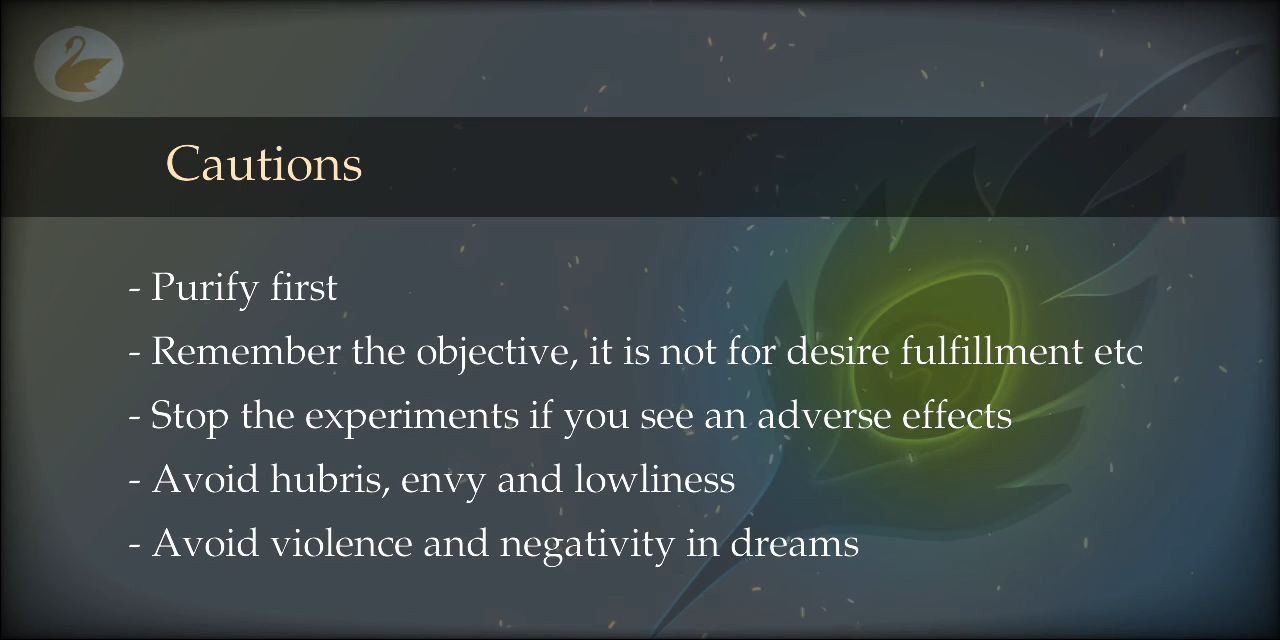 Cautions
- Purify first
- Remember the objective, it is not for desire fulfillment etc
- Stop the experiments if you see an adverse effects
- Avoid hubris, envy and lowliness
- Avoid violence and negativity in dreams